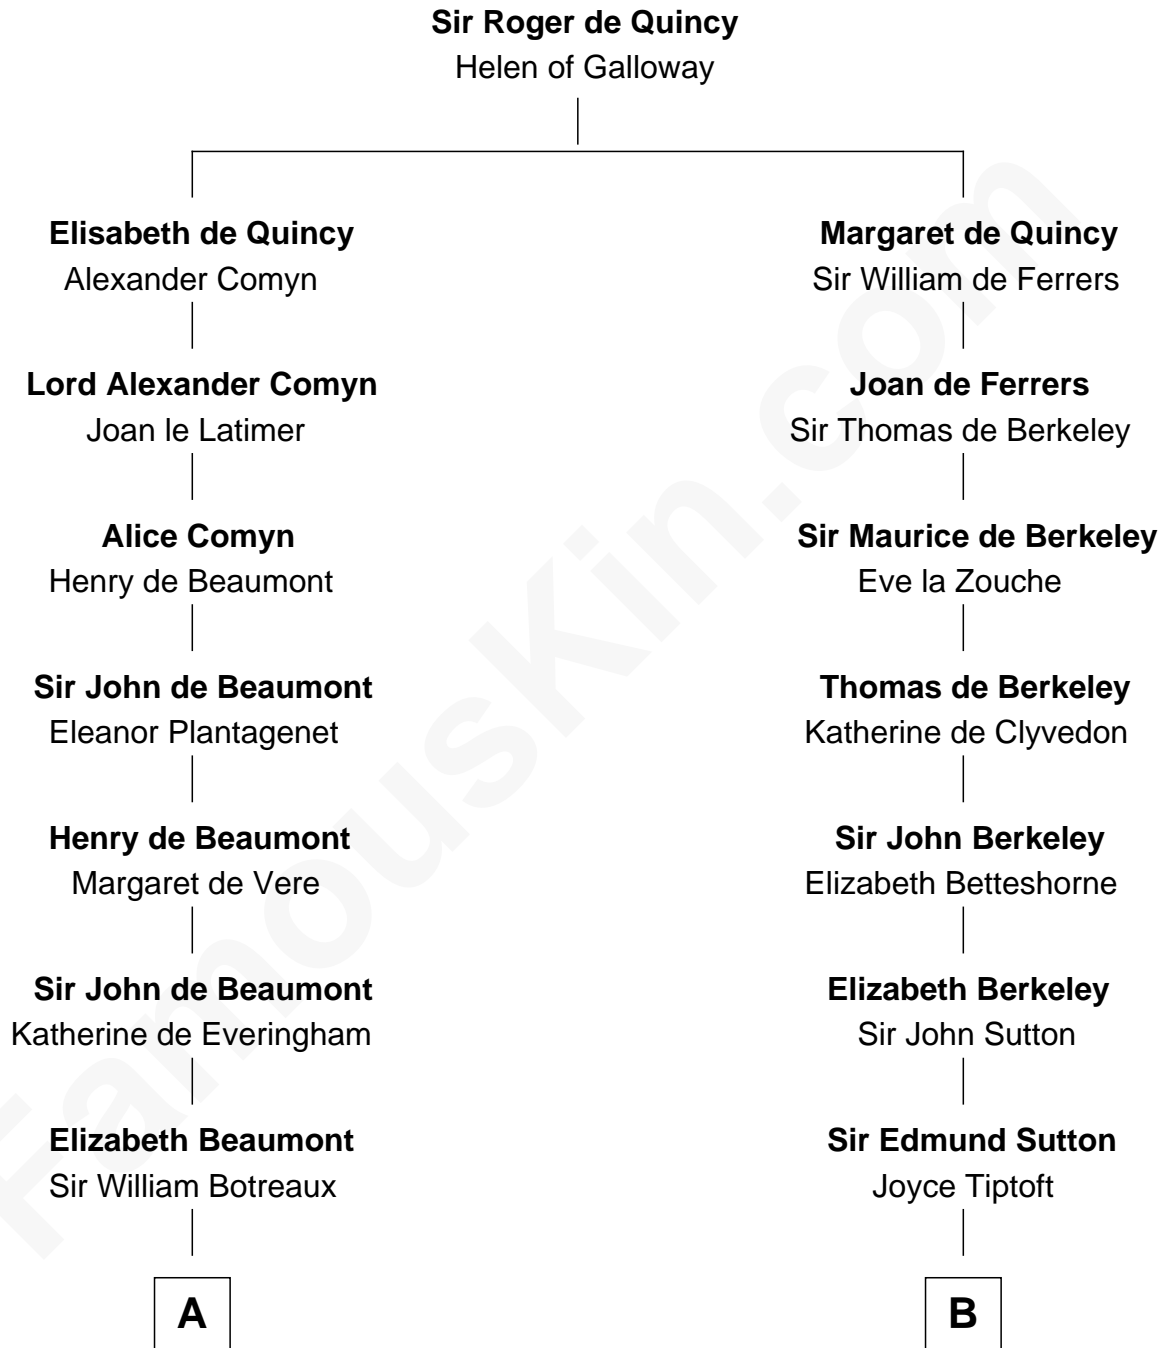 Sir Roger de Quincy
Helen of Galloway
Elisabeth de Quincy
Alexander Comyn
Margaret de Quincy
Sir William de Ferrers
Lord Alexander Comyn
Joan le Latimer
Joan de Ferrers
Sir Thomas de Berkeley
Alice Comyn
Henry de Beaumont
Sir Maurice de Berkeley
Eve la Zouche
Sir John de Beaumont
Eleanor Plantagenet
Thomas de Berkeley
Katherine de Clyvedon
Henry de Beaumont
Margaret de Vere
Sir John Berkeley
Elizabeth Betteshorne
Sir John de Beaumont
Katherine de Everingham
Elizabeth Berkeley
Sir John Sutton
Elizabeth Beaumont
Sir William Botreaux
Sir Edmund Sutton
Joyce Tiptoft
A
B
FamousKin.com